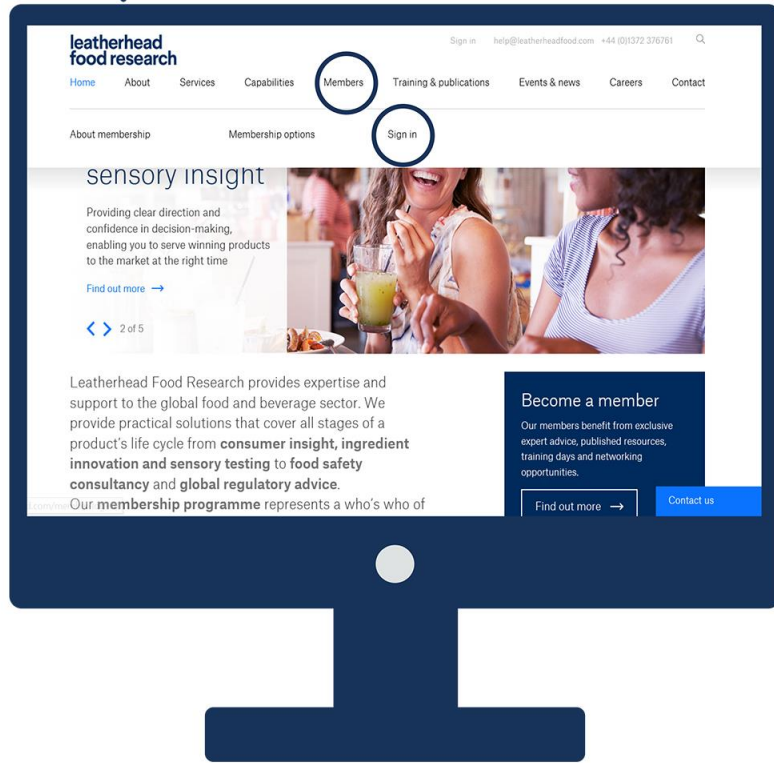 leatherhead
food research
Sign in help@leatherheadfood.com +44 (0)1372 376761
Home About Services Capabilities Members Training & publications Events & news Careers Contact
About membership Membership options Sign in
sensory insight
Providing clear direction and
confidence in decision-making,
enabling you to serve winning products
to the market at the right time
Find out more →
2 of 5
Leatherhead Food Research provides expertise and
support to the global food and beverage sector. We
provide practical solutions that cover all stages of a
product's life cycle from consumer insight, ingredient
innovation and sensory testing to food safety
consultancy and global regulatory advice.
Our membership programme represents a who's who of
Become a member
Our members benefit from exclusive
expert advice, published resources,
training days and networking
opportunities.
Find out more →
Contact us